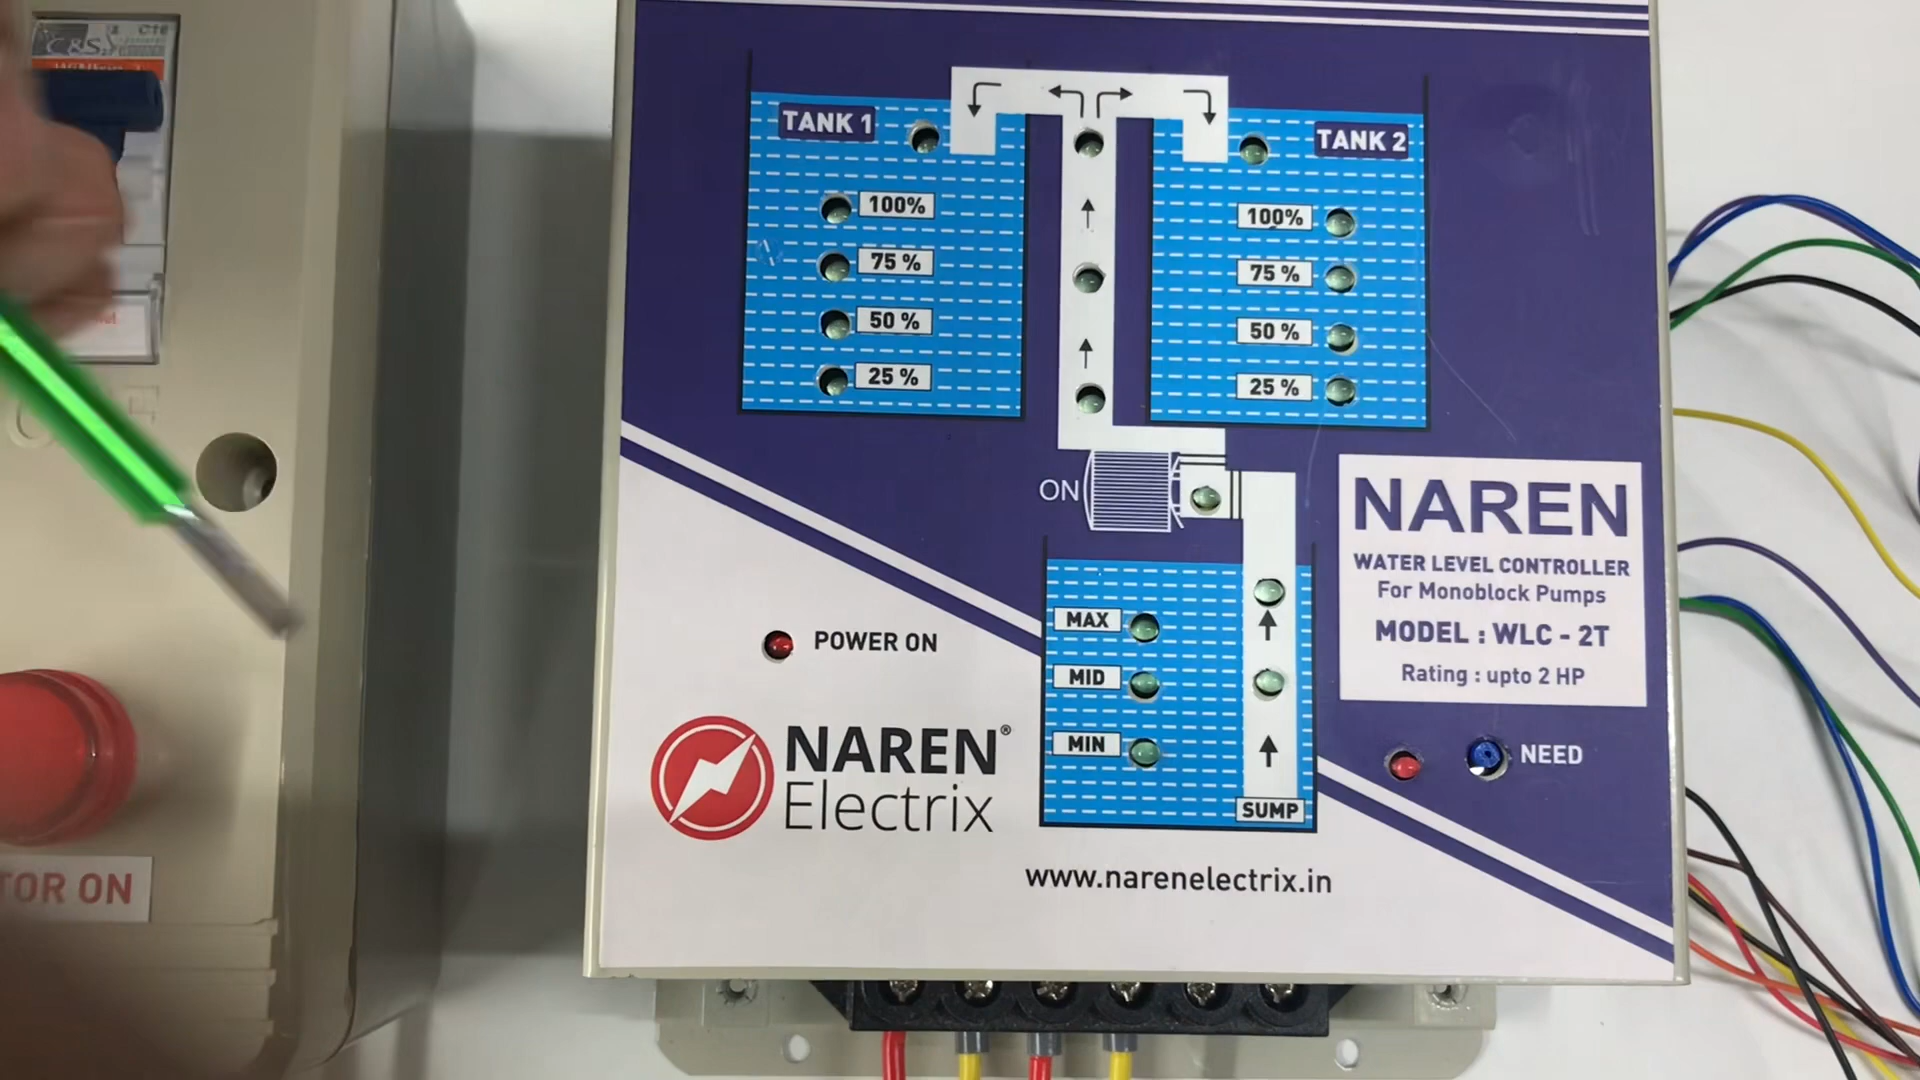 C&S
TANK 1
100%
75 %
50 %
25 %
TANK 2
100%
75 %
50 %
25 %
ON
MAX
MID
MIN
SUMP
POWER ON
NAREN®
Electrix
www.narenelectrix.in
NAREN
WATER LEVEL CONTROLLER
For Monoblock Pumps
MODEL : WLC - 2T
Rating : upto 2 HP
NEED
TOR ON